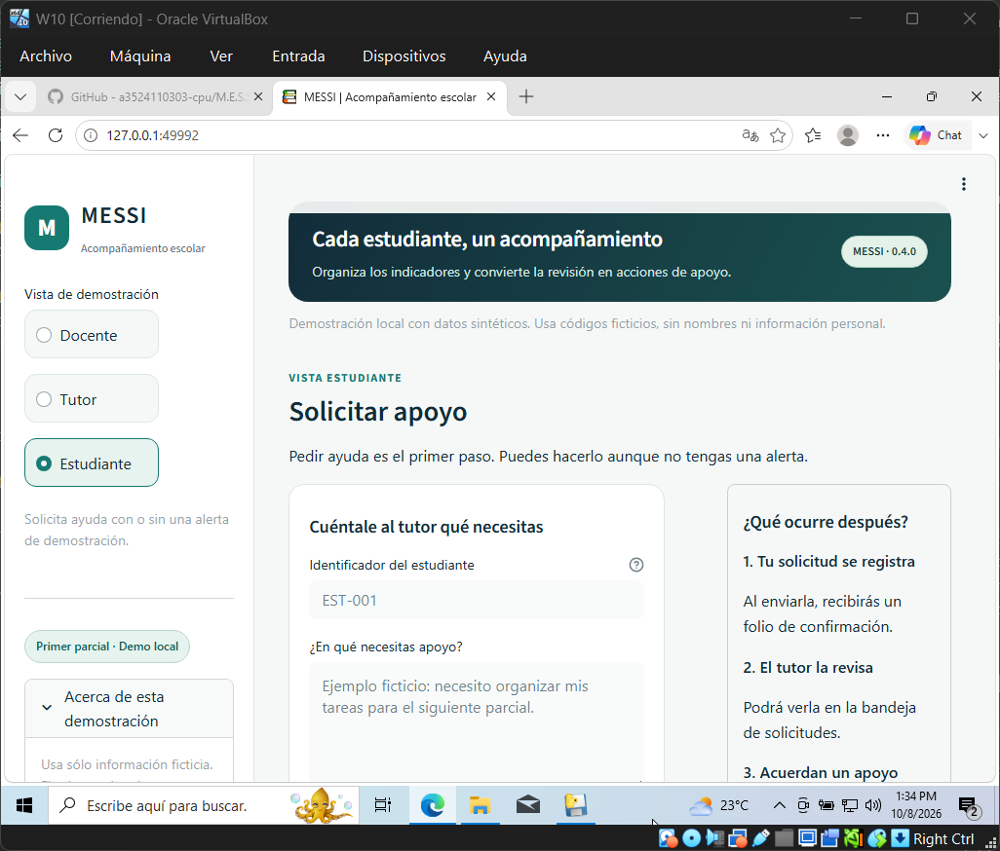 W10 [Corriendo] - Oracle VirtualBox
Archivo Máquina Ver Entrada Dispositivos Ayuda
GitHub - a3524110303-cpu/M.E.S.
MESSI | Acompañamiento escolar
127.0.0.1:49992
Chat
M
MESSI
Acompañamiento escolar
Vista de demostración
Docente
Tutor
Estudiante
Solicita ayuda con o sin una alerta
de demostración.
Primer parcial · Demo local
Acerca de esta
demostración
Usa sólo información ficticia.
Cada estudiante, un acompañamiento
Organiza los indicadores y convierte la revisión en acciones de apoyo.
MESSI · 0.4.0
Demostración local con datos sintéticos. Usa códigos ficticios, sin nombres ni información personal.
VISTA ESTUDIANTE
Solicitar apoyo
Pedir ayuda es el primer paso. Puedes hacerlo aunque no tengas una alerta.
Cuéntale al tutor qué necesitas
Identificador del estudiante
EST-001
¿En qué necesitas apoyo?
Ejemplo ficticio: necesito organizar mis
tareas para el siguiente parcial.
¿Qué ocurre después?
1. Tu solicitud se registra
Al enviarla, recibirás un
folio de confirmación.
2. El tutor la revisa
Podrá verla en la bandeja
de solicitudes.
3. Acuerdan un apoyo
Escribe aquí para buscar.
23°C
1:34 PM
10/8/2026
2
Right Ctrl